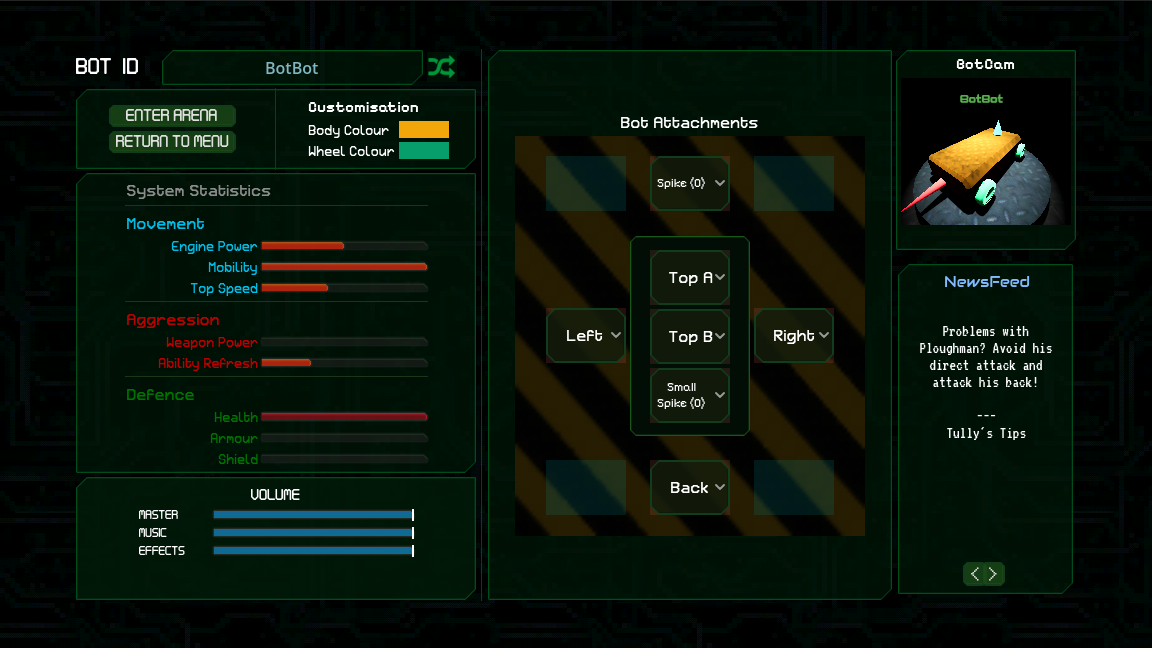 BOT ID
BotBot
ENTER ARENA
RETURN TO MENU
Customisation
Body Colour
Wheel Colour
System Statistics
Movement
Engine Power
Mobility
Top Speed
Aggression
Weapon Power
Ability Refresh
Defence
Health
Armour
Shield
VOLUME
MASTER
MUSIC
EFFECTS
Bot Attachments
Spike (0)
Top A
Left
Top B
Right
Small
Spike (0)
Back
BotCam
BotBot
NewsFeed
Problems with
Ploughman? Avoid his
direct attack and
attack his back!
---
Tully´s Tips